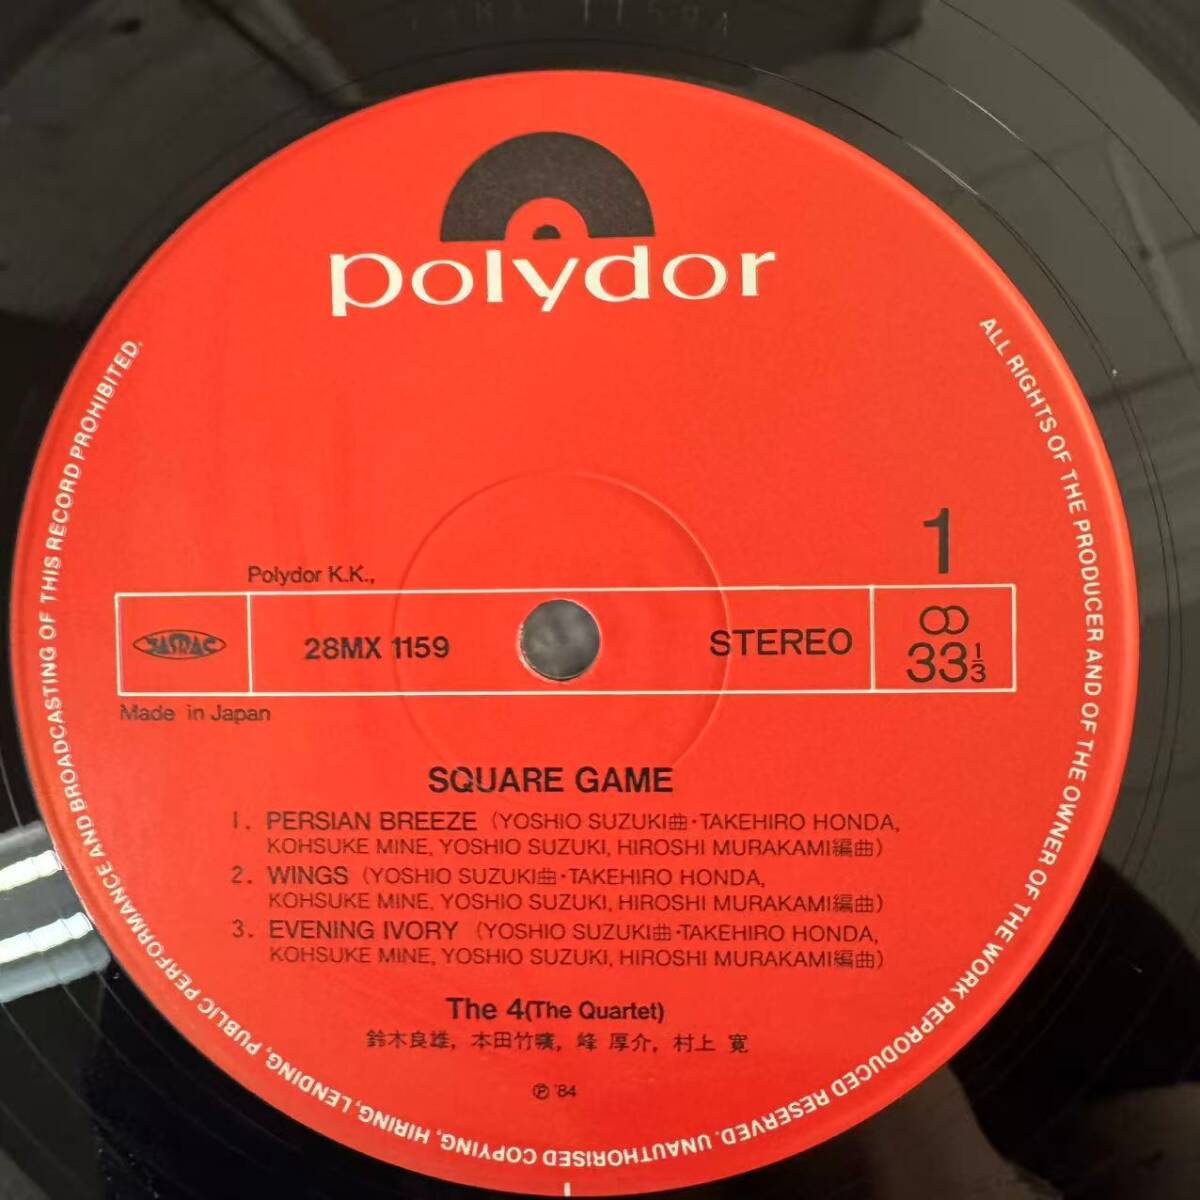 polydor
1
Polydor K.K.,
JASRAC
28MX 1159
STEREO
33 1/3
Made in Japan
SQUARE GAME
1. PERSIAN BREEZE (YOSHIO SUZUKI曲・TAKEHIRO HONDA,
KOHSUKE MINE, YOSHIO SUZUKI, HIROSHI MURAKAMI編曲)
2. WINGS (YOSHIO SUZUKI曲・TAKEHIRO HONDA,
KOHSUKE MINE, YOSHIO SUZUKI, HIROSHI MURAKAMI編曲)
3. EVENING IVORY (YOSHIO SUZUKI曲・TAKEHIRO HONDA,
KOHSUKE MINE, YOSHIO SUZUKI, HIROSHI MURAKAMI編曲)
The 4(The Quartet)
鈴木良雄, 本田竹曠, 峰 厚介, 村上 寛
Ⓟ '84
ALL RIGHTS OF THE PRODUCER AND OF THE OWNER OF THE WORK REPRODUCED RESERVED. UNAUTHORISED COPYING, HIRING, LENDING, PUBLIC PERFORMANCE AND BROADCASTING OF THIS RECORD PROHIBITED.